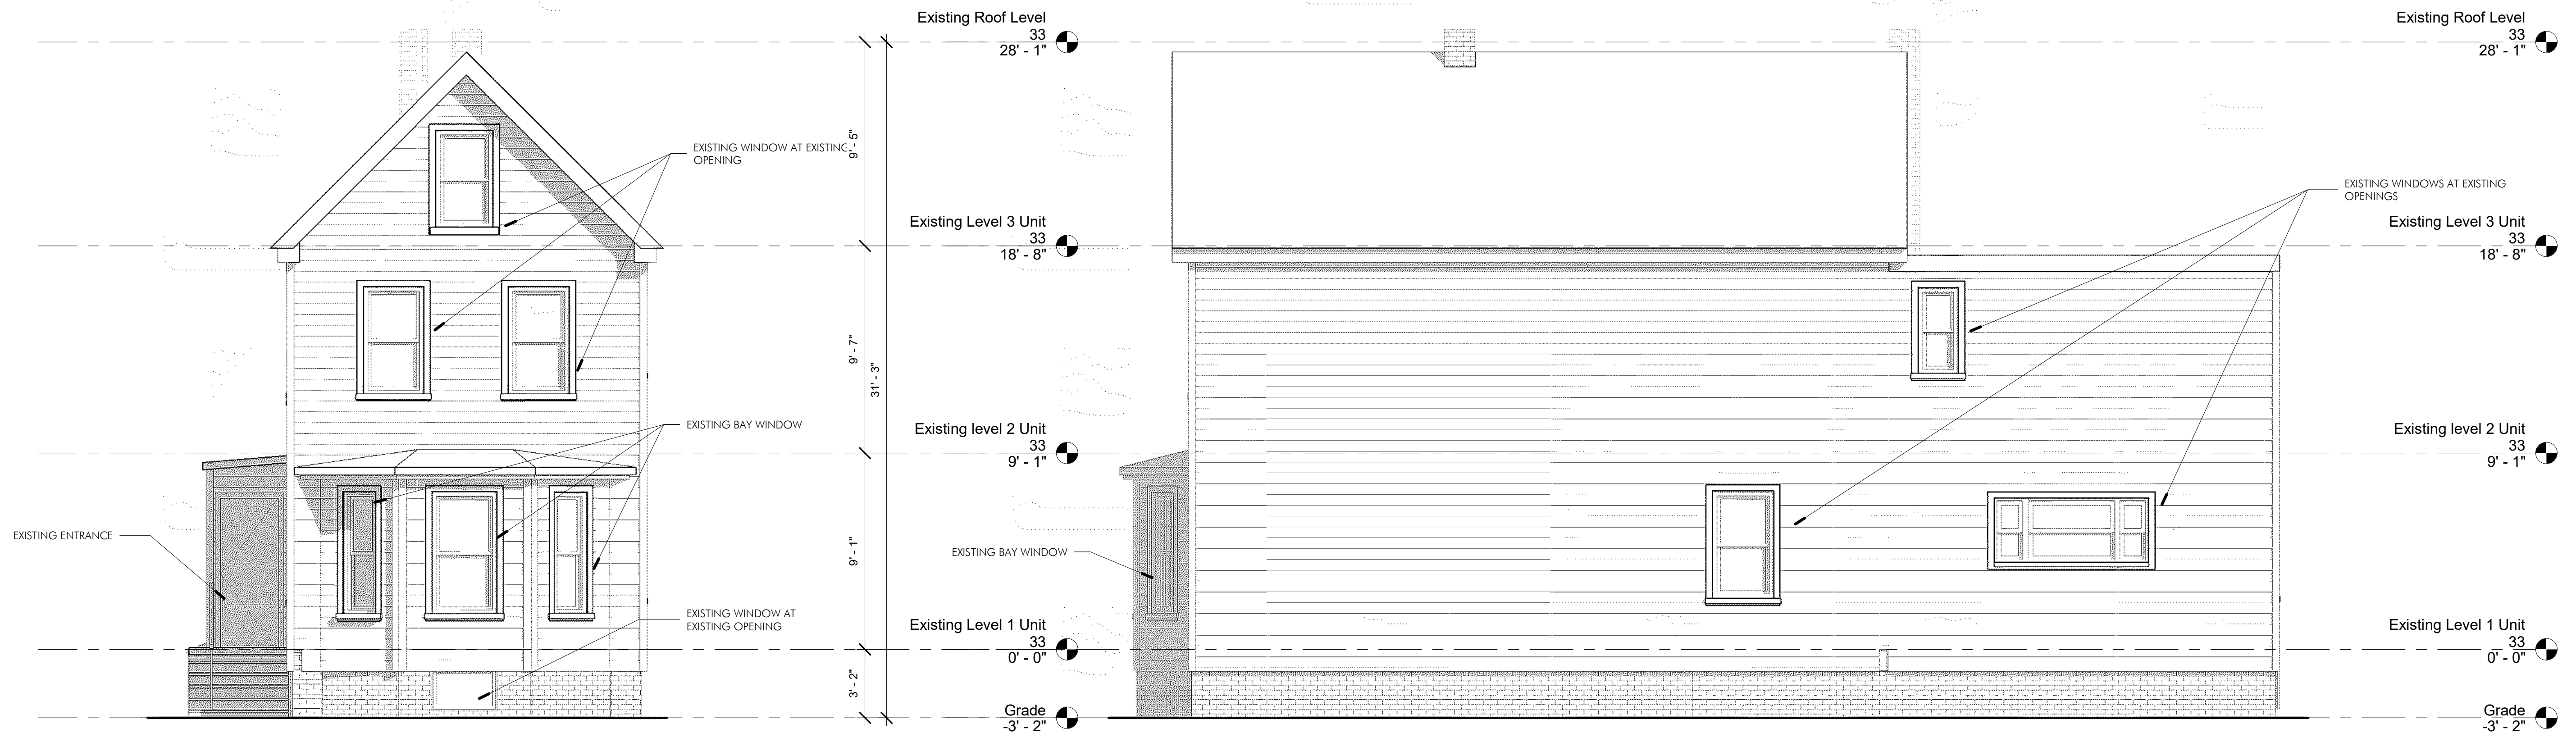 Existing Roof Level
33
28' - 1"
EXISTING WINDOW AT EXISTING
OPENING
9' - 5"
Existing Level 3 Unit
33
18' - 8"
9' - 7"
31' - 3"
EXISTING BAY WINDOW
Existing level 2 Unit
33
9' - 1"
EXISTING ENTRANCE
9' - 1"
EXISTING WINDOW AT
EXISTING OPENING
Existing Level 1 Unit
33
0' - 0"
3' - 2"
Grade
-3' - 2"
EXISTING BAY WINDOW
EXISTING WINDOWS AT EXISTING
OPENINGS
Existing Roof Level
33
28' - 1"
Existing Level 3 Unit
33
18' - 8"
Existing level 2 Unit
33
9' - 1"
Existing Level 1 Unit
33
0' - 0"
Grade
-3' - 2"